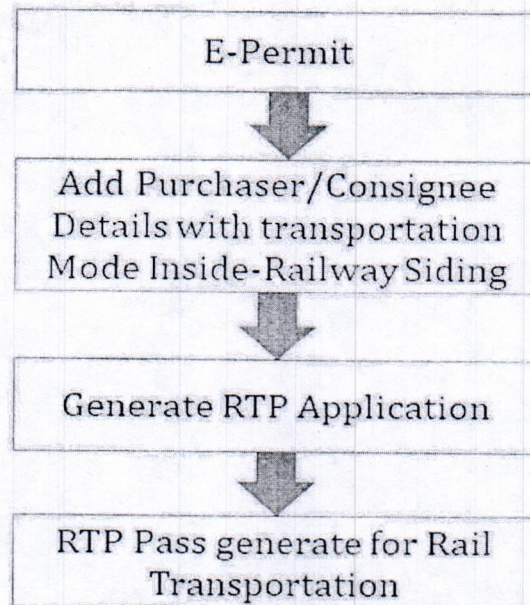 E-Permit
Add Purchaser/Consignee
Details with transportation
Mode Inside-Railway Siding
Generate RTP Application
RTP Pass generate for Rail
Transportation